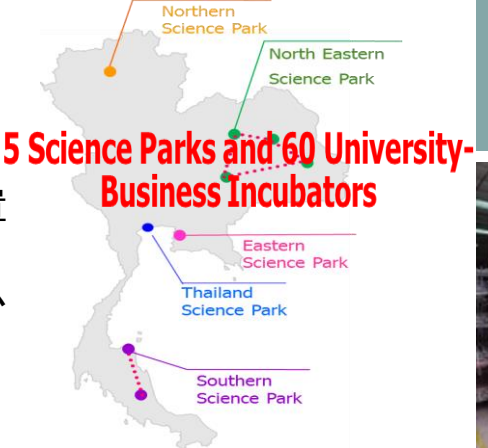 Northern
Science Park
North Eastern
Science Park
5 Science Parks and 60 University-
Business Incubators
Eastern
Science Park
Thailand
Science Park
Southern
Science Park